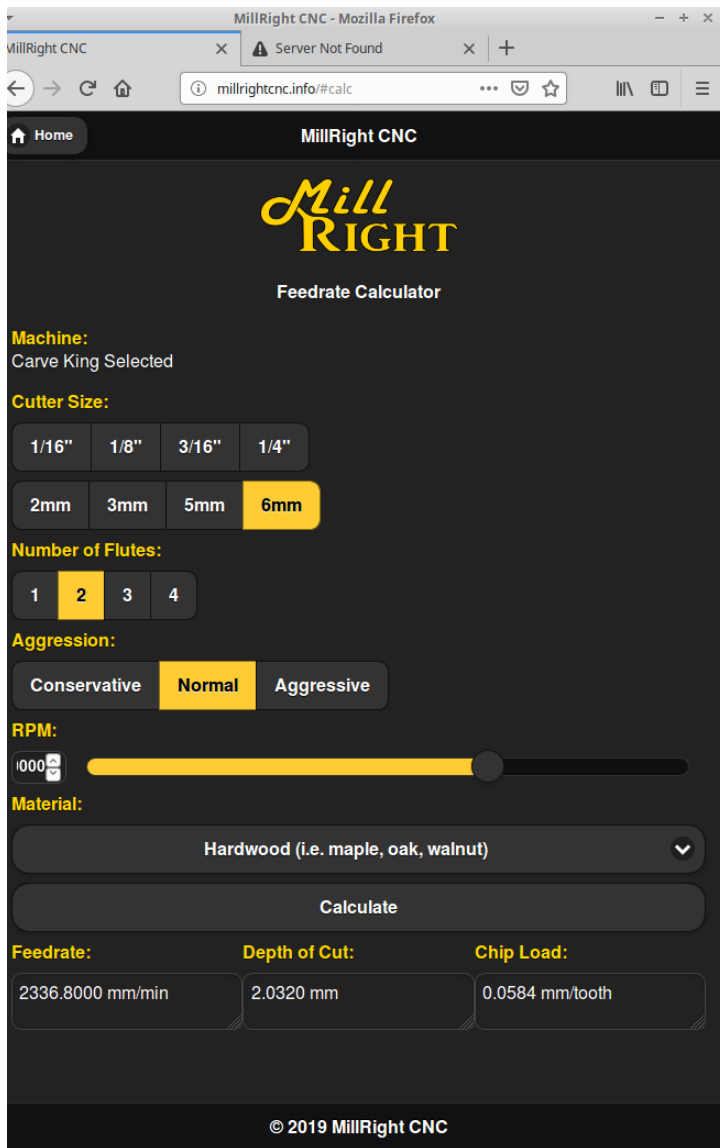 MillRight CNC - Mozilla Firefox
MillRight CNC
Server Not Found
millrightcnc.info/#calc
Home
MillRight CNC
Mill
RIGHT
Feedrate Calculator
Machine:
Carve King Selected
Cutter Size:
1/16" 1/8" 3/16" 1/4"
2mm 3mm 5mm 6mm
Number of Flutes:
1 2 3 4
Aggression:
Conservative Normal Aggressive
RPM:
000
Material:
Hardwood (i.e. maple, oak, walnut)
Calculate
Feedrate: Depth of Cut: Chip Load:
2336.8000 mm/min 2.0320 mm 0.0584 mm/tooth
© 2019 MillRight CNC